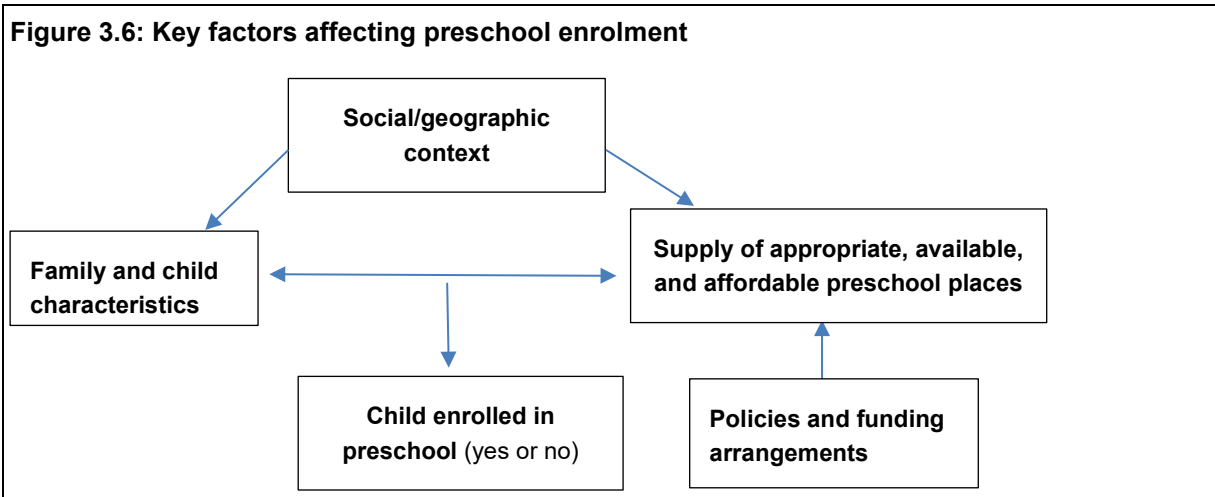 Figure 3.6: Key factors affecting preschool enrolment
Social/geographic
context
Family and child
characteristics
Supply of appropriate, available,
and affordable preschool places
Child enrolled in
preschool (yes or no)
Policies and funding
arrangements